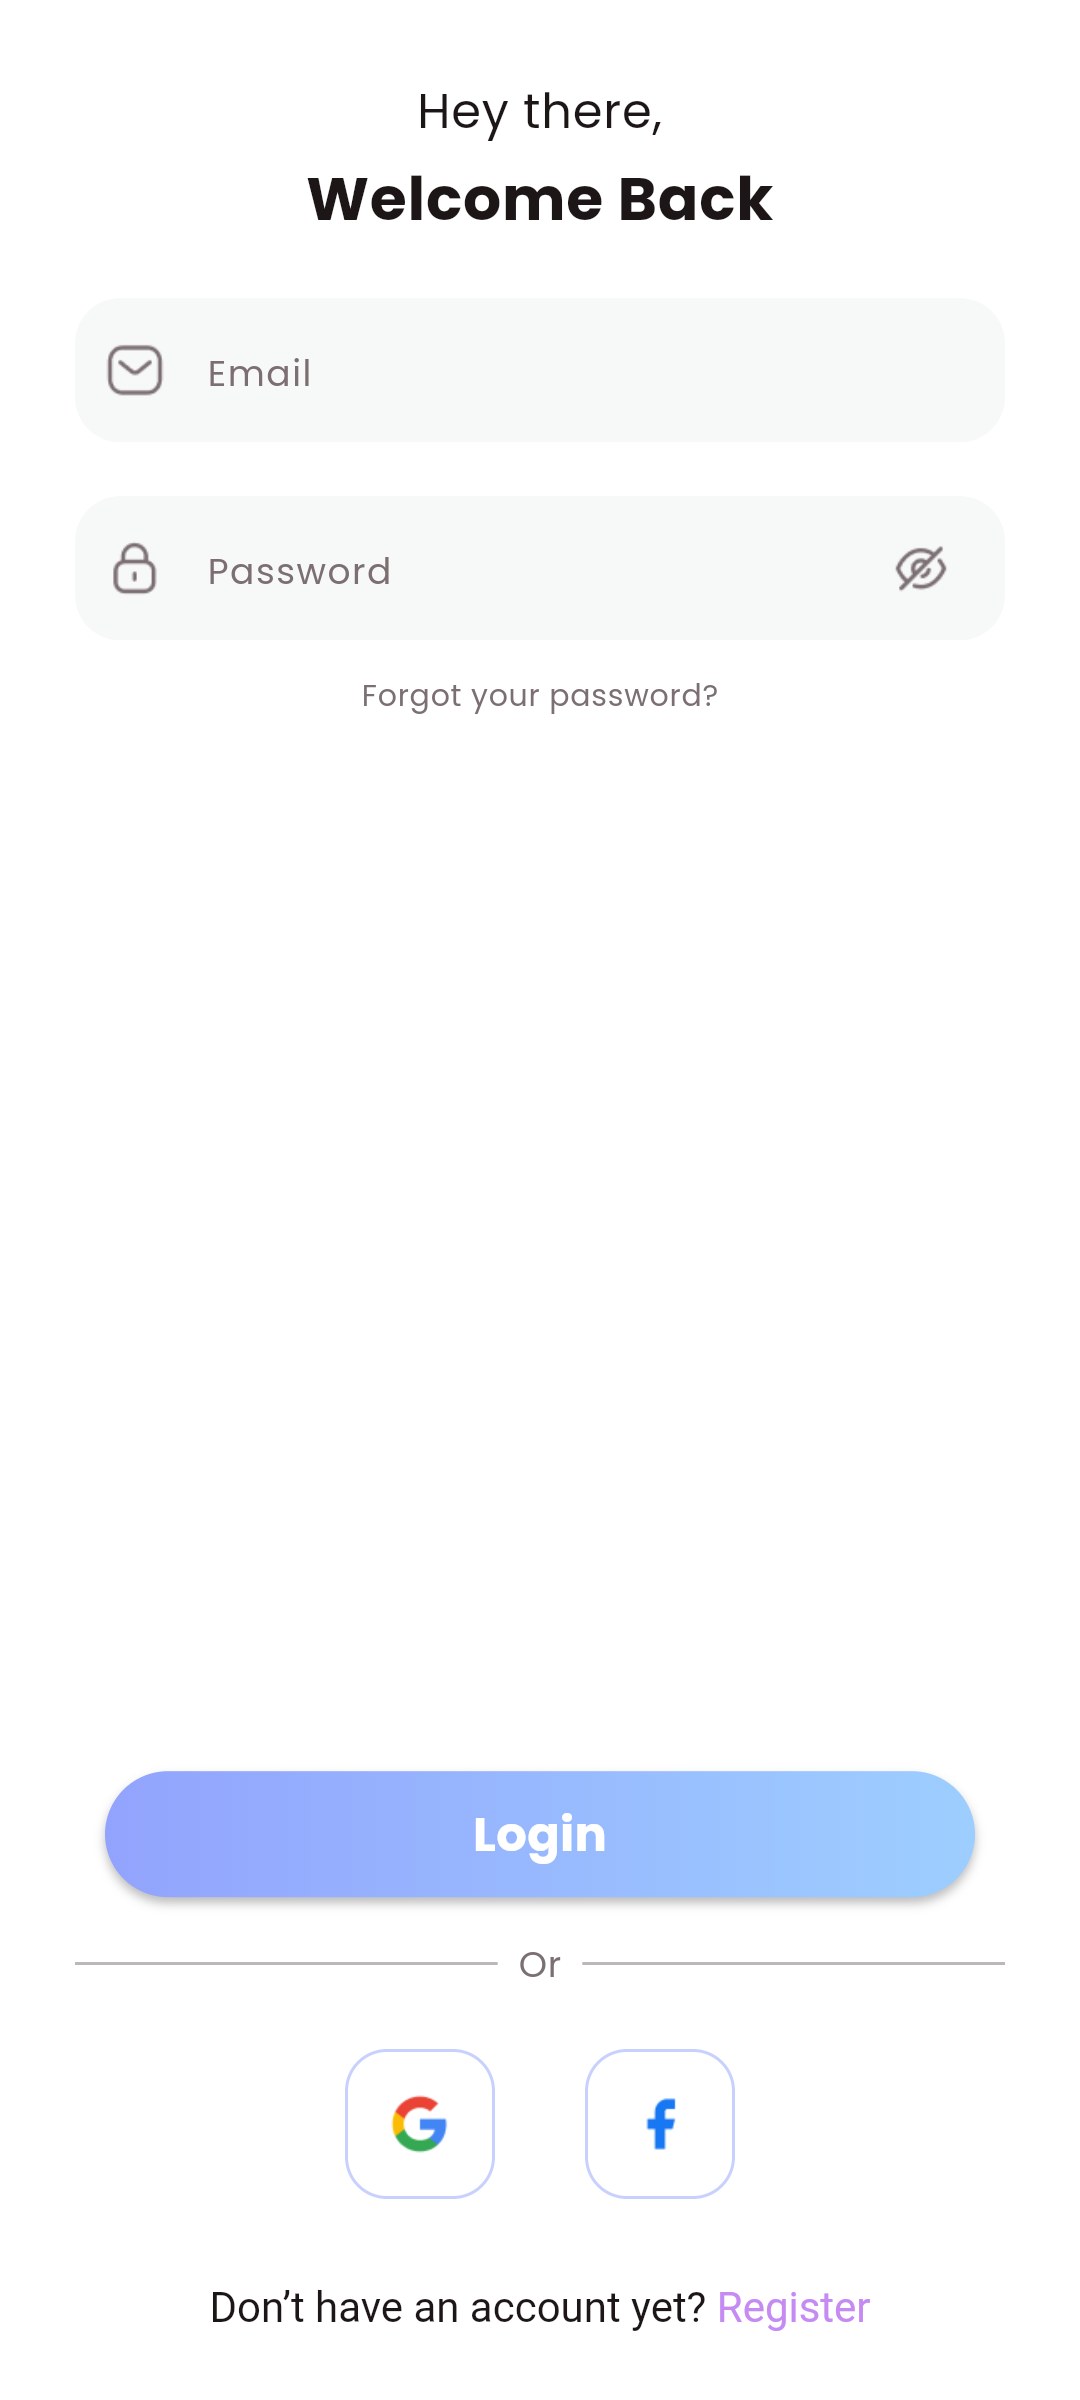 Hey there,
Welcome Back
Email
Password
Forgot your password?
Login
Or
Don’t have an account yet? Register